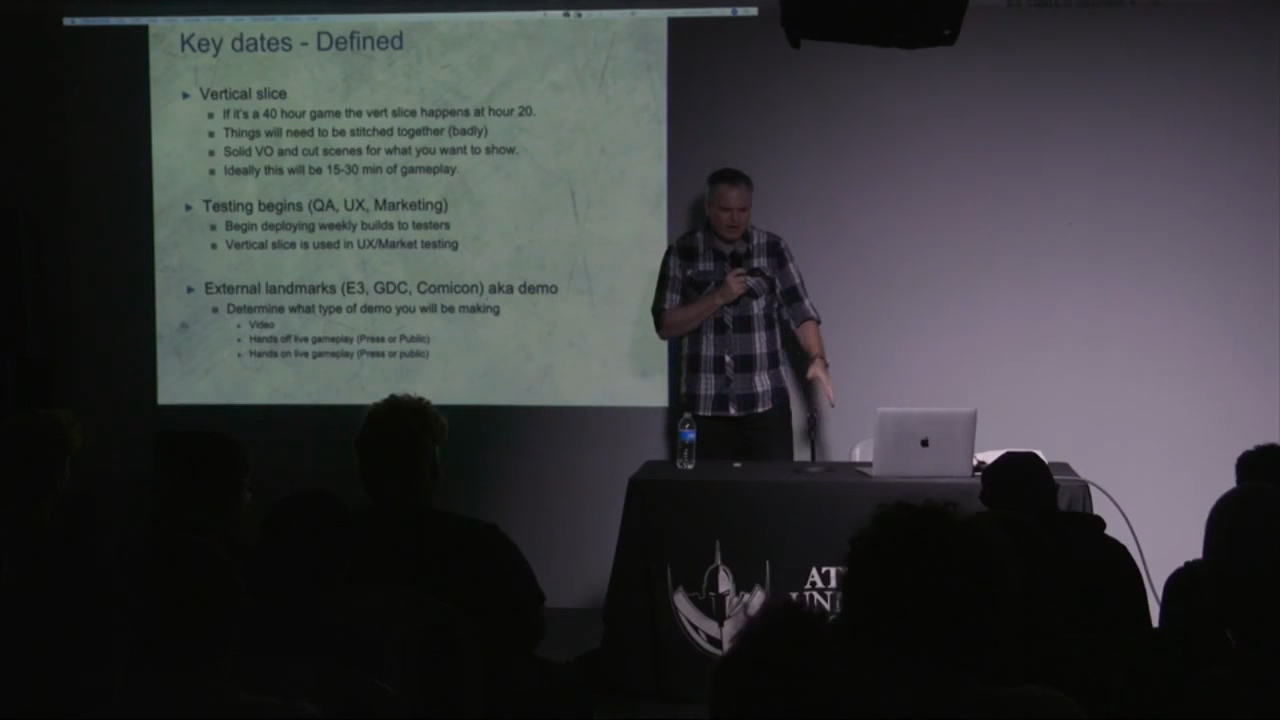 Key dates - Defined
Vertical slice
If it's a 40 hour game the vert slice happens at hour 20.
Things will need to be stitched together (badly)
Solid VO and cut scenes for what you want to show.
Ideally this will be 15-30 min of gameplay.
Testing begins (QA, UX, Marketing)
Begin deploying weekly builds to testers
Vertical slice is used in UX/Market testing
External landmarks (E3, GDC, Comicon) aka demo
Determine what type of demo you will be making
Video
Hands off live gameplay (Press or Public)
Hands on live gameplay (Press or public)
AT
UNI